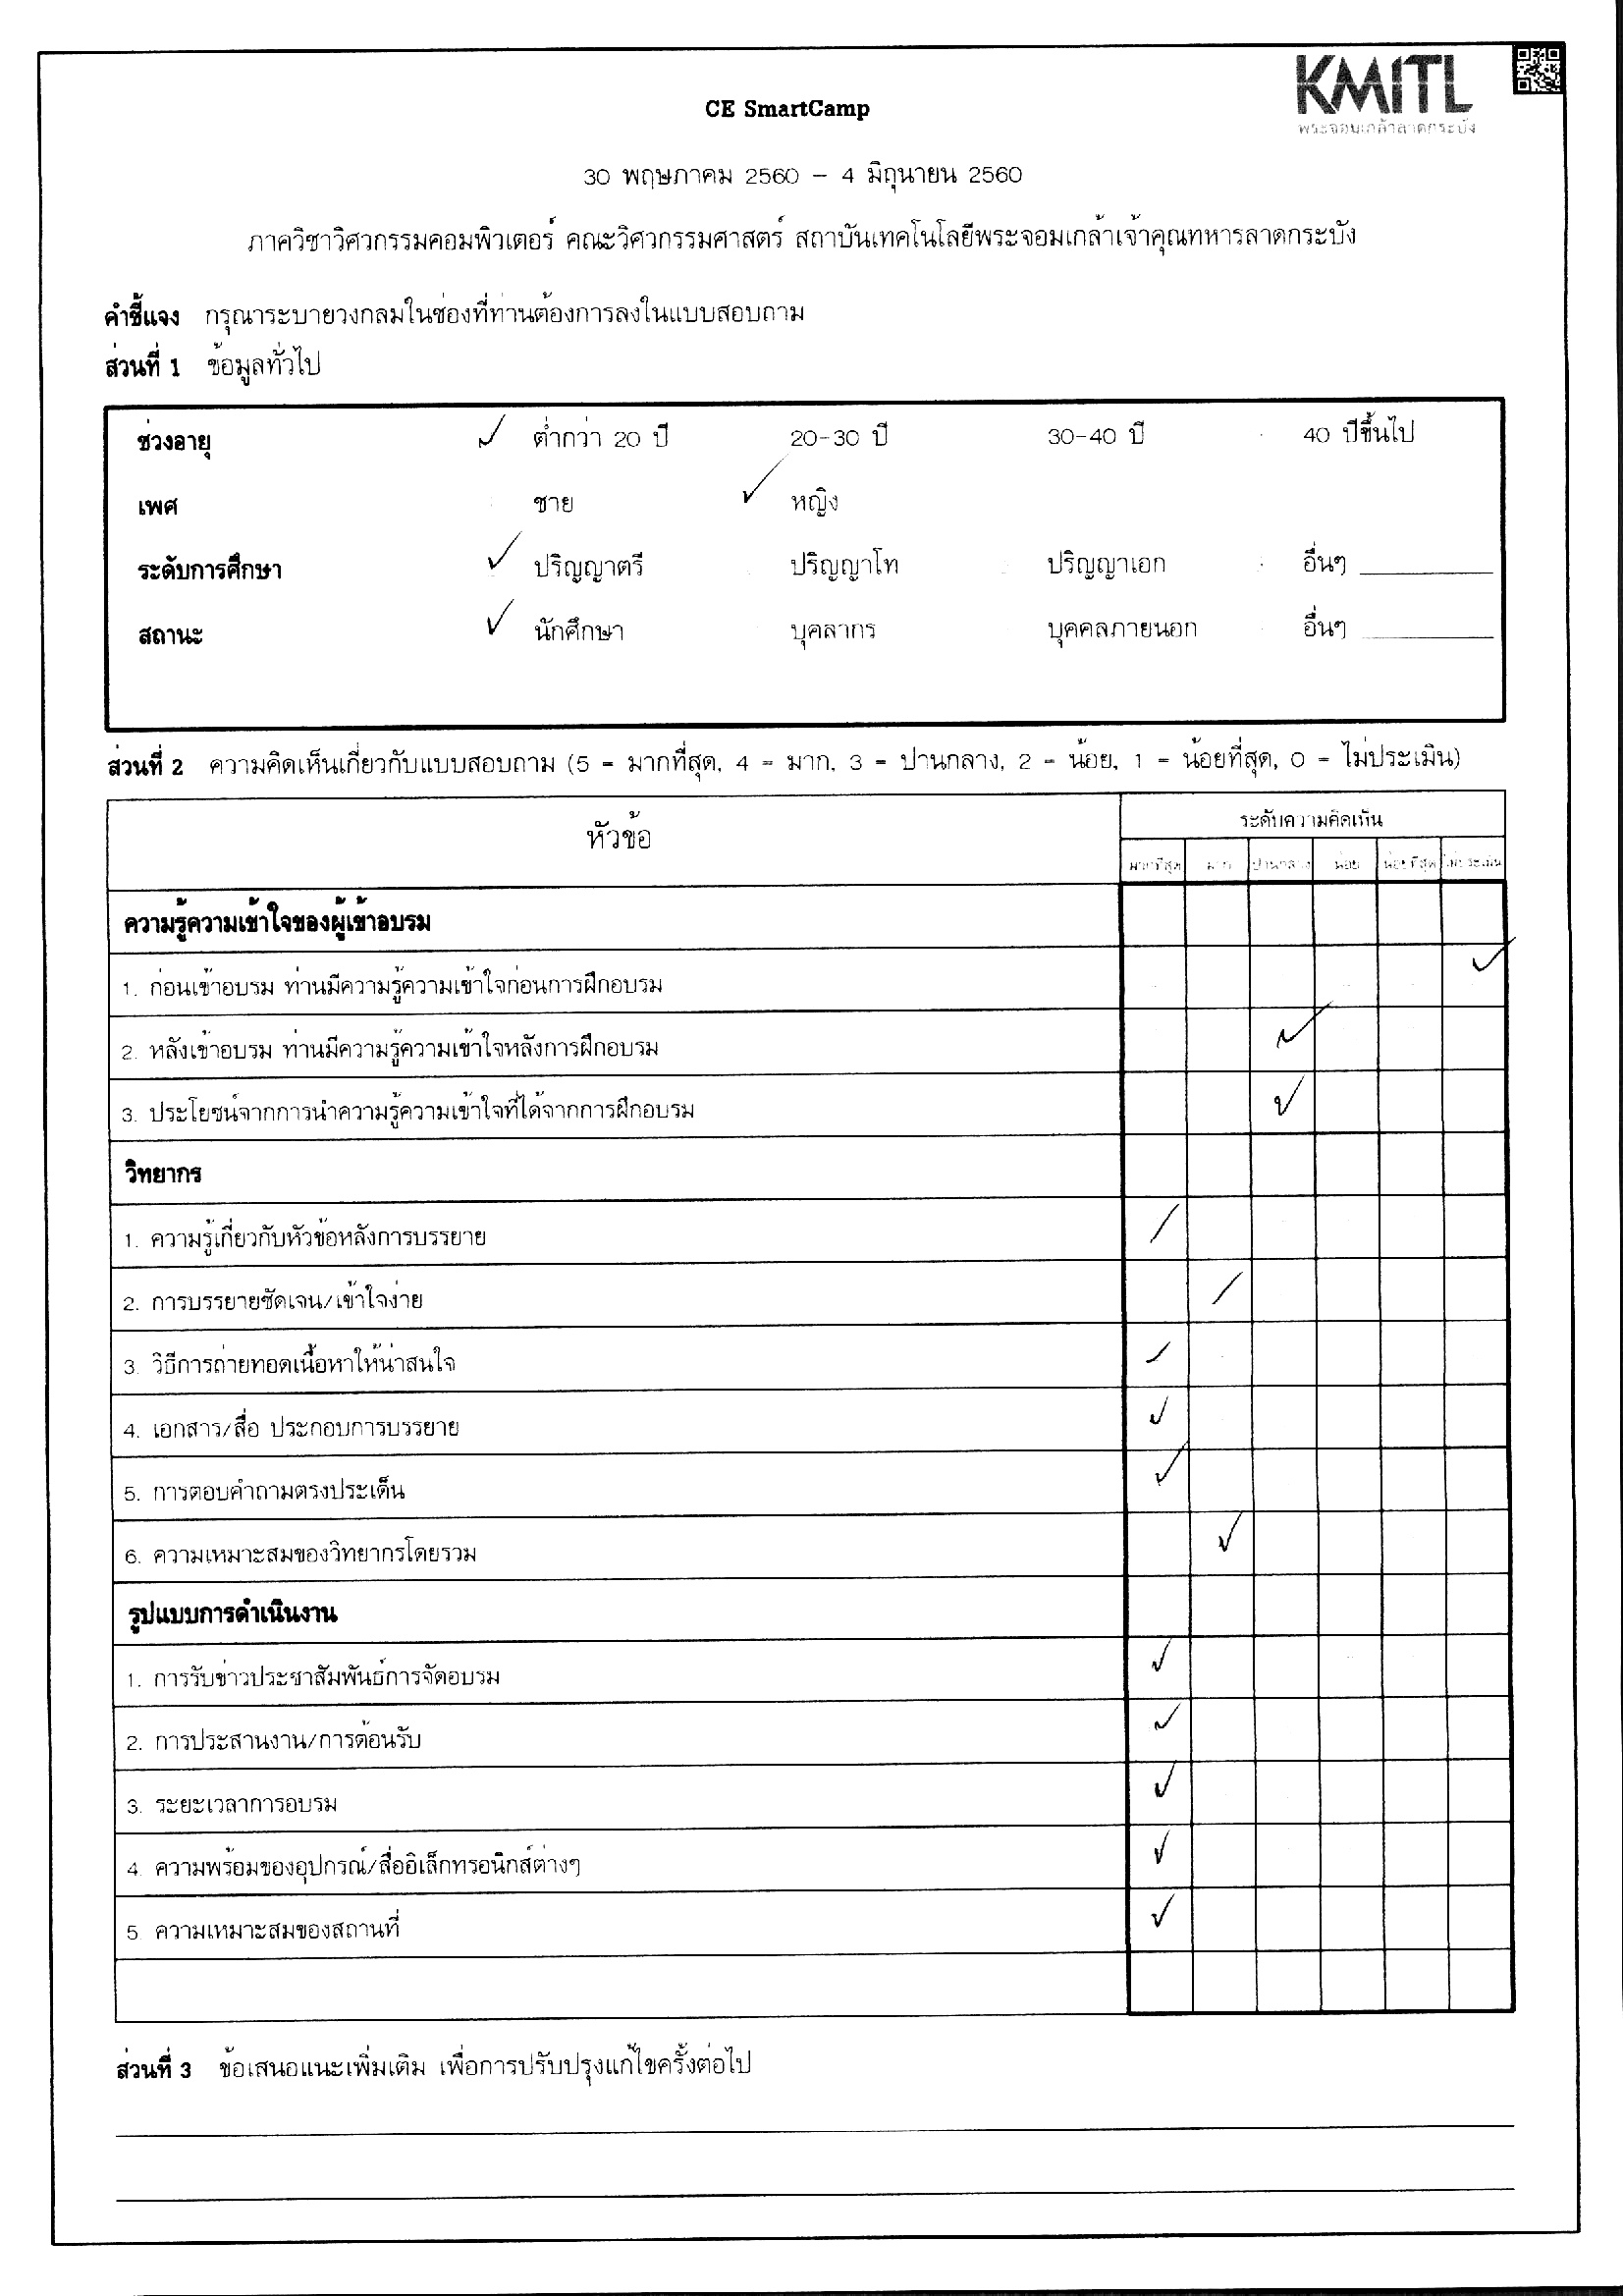 KMITL
พระจอมเกล้าลาดกระบัง
CE SmartCamp
30 พฤษภาคม 2560 - 4 มิถุนายน 2560
ภาควิชาวิศวกรรมคอมพิวเตอร์ คณะวิศวกรรมศาสตร์ สถาบันเทคโนโลยีพระจอมเกล้าเจ้าคุณทหารลาดกระบัง
คำชี้แจง กรุณาระบายวงกลมในช่องที่ท่านต้องการลงในแบบสอบถาม
ส่วนที่ 1 ข้อมูลทั่วไป
ช่วงอายุ ✓ ต่ำกว่า 20 ปี 20-30 ปี 30-40 ปี 40 ปีขึ้นไป
เพศ ชาย ✓ หญิง
ระดับการศึกษา ✓ ปริญญาตรี ปริญญาโท ปริญญาเอก อื่นๆ
สถานะ ✓ นักศึกษา บุคลากร บุคคลภายนอก อื่นๆ
ส่วนที่ 2 ความคิดเห็นเกี่ยวกับแบบสอบถาม (5 - มากที่สุด, 4 - มาก, 3 - ปานกลาง, 2 - น้อย, 1 - น้อยที่สุด, 0 - ไม่ประเมิน)
หัวข้อ ระดับความคิดเห็น
มากที่สุด มาก ปานกลาง น้อย น้อยที่สุด ไม่ประเมิน
ความรู้ความเข้าใจของผู้เข้าอบรม
1. ก่อนเข้าอบรม ท่านมีความรู้ความเข้าใจก่อนการฝึกอบรม ✓
2. หลังเข้าอบรม ท่านมีความรู้ความเข้าใจหลังการฝึกอบรม ✓
3. ประโยชน์จากการนำความรู้ความเข้าใจที่ได้จากการฝึกอบรม ✓
วิทยากร
1. ความรู้เกี่ยวกับหัวข้อหลังการบรรยาย /
2. การบรรยายชัดเจน/เข้าใจง่าย /
3. วิธีการถ่ายทอดเนื้อหาให้น่าสนใจ ✓
4. เอกสาร/สื่อ ประกอบการบรรยาย ✓
5. การตอบคำถามตรงประเด็น ✓
6. ความเหมาะสมของวิทยากรโดยรวม ✓
รูปแบบการดำเนินงาน
1. การรับข่าวประชาสัมพันธ์การจัดอบรม ✓
2. การประสานงาน/การต้อนรับ ✓
3. ระยะเวลาการอบรม ✓
4. ความพร้อมของอุปกรณ์/สื่ออิเล็กทรอนิกส์ต่างๆ ✓
5. ความเหมาะสมของสถานที่ ✓
ส่วนที่ 3 ข้อเสนอแนะเพิ่มเติม เพื่อการปรับปรุงแก้ไขครั้งต่อไป